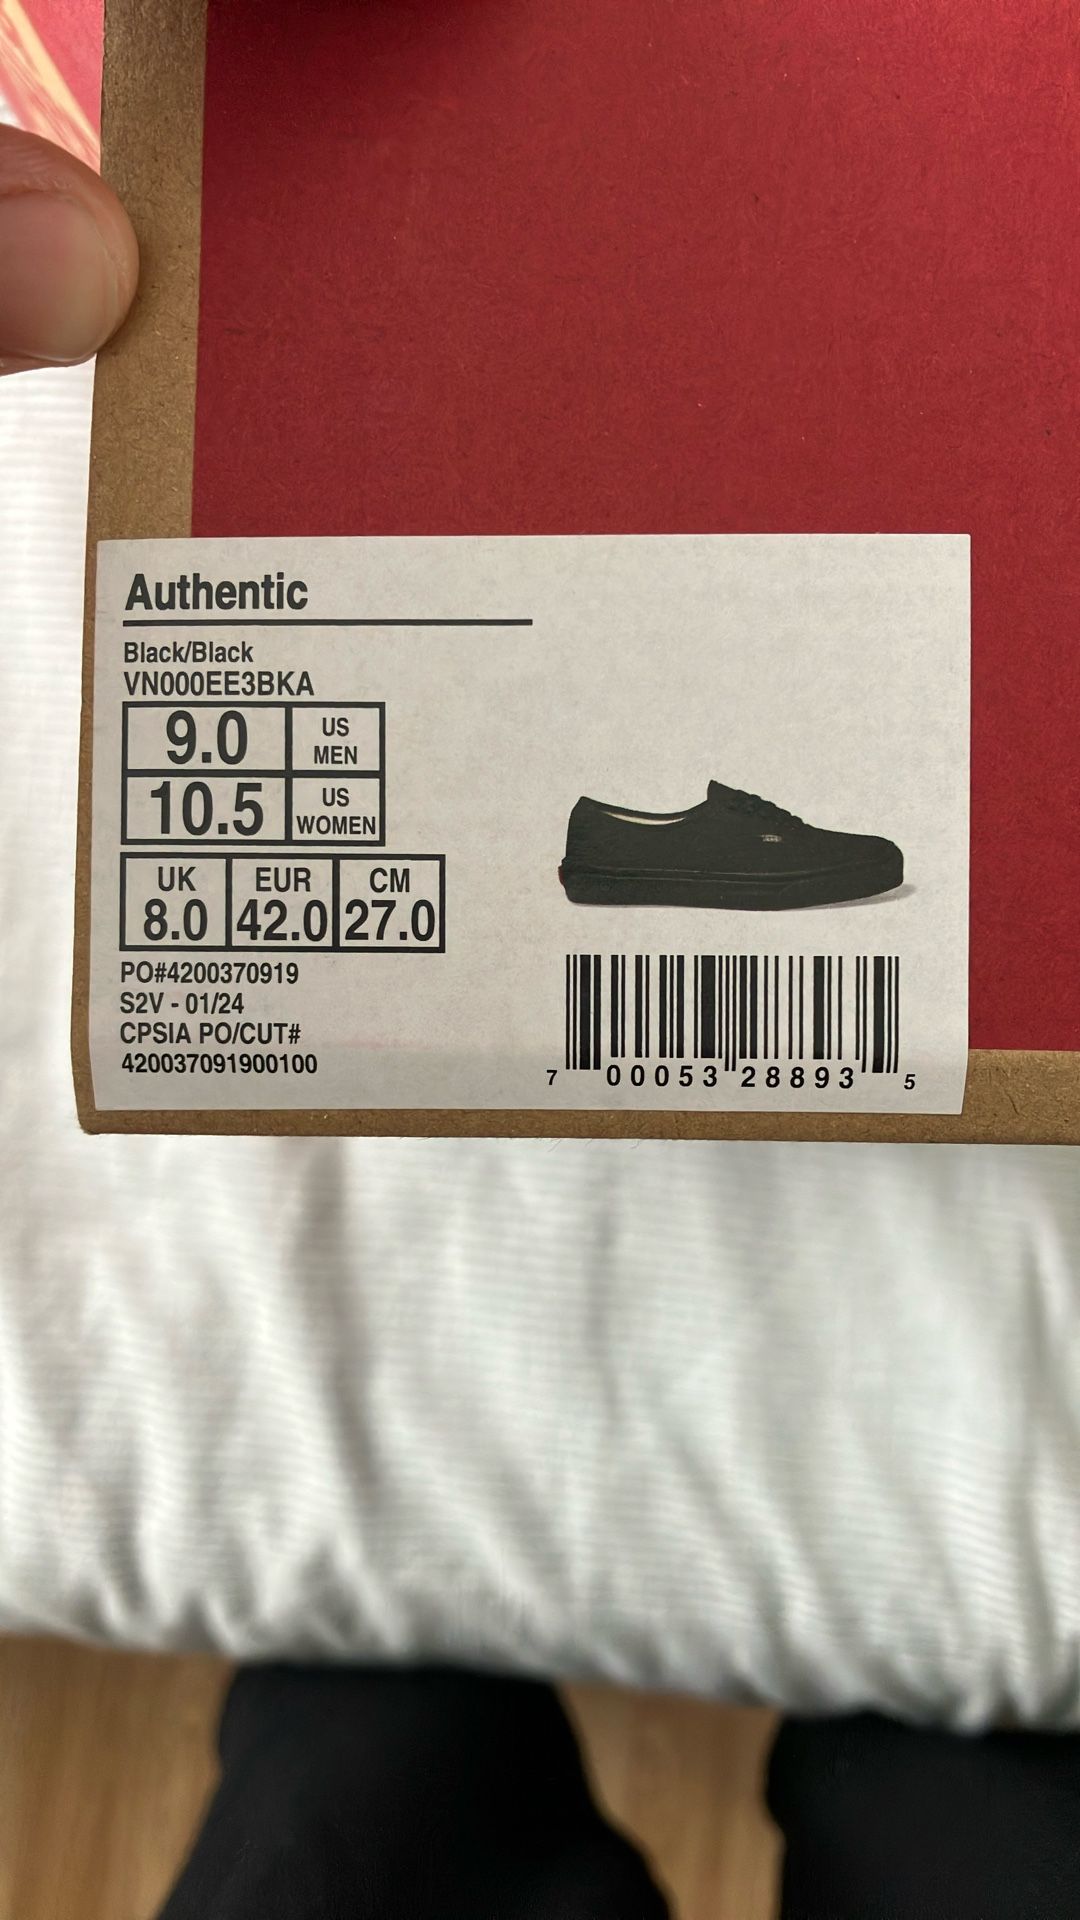 Authentic
Black/Black
VN000EE3BKA
9.0 US MEN
10.5 US WOMEN
UK EUR CM
8.0 42.0 27.0
PO#4200370919
S2V - 01/24
CPSIA PO/CUT#
420037091900100
7 00053 28893 5